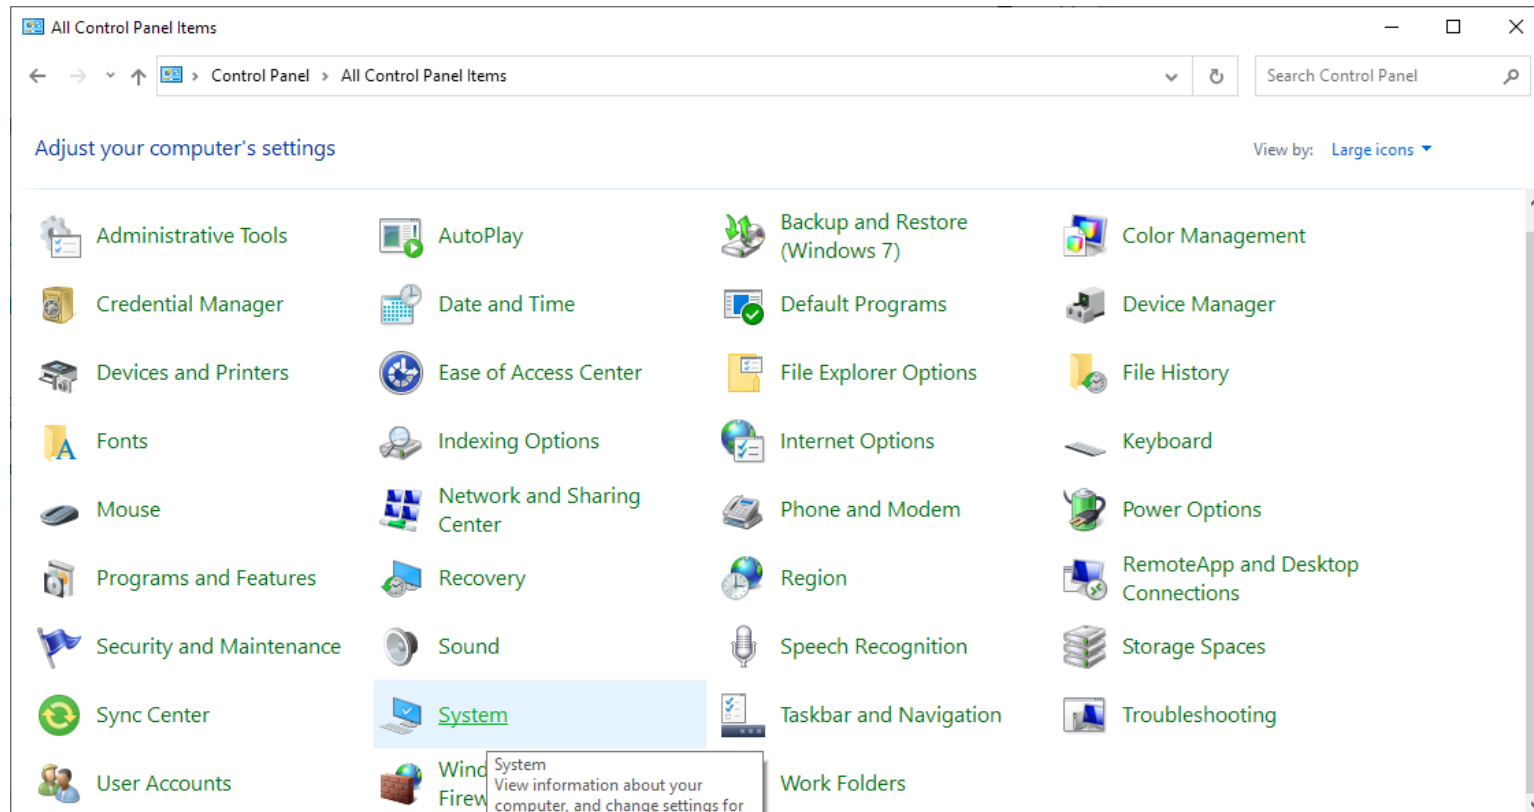 All Control Panel Items
Control Panel > All Control Panel Items
Search Control Panel
Adjust your computer's settings
View by: Large icons
Administrative Tools
AutoPlay
Backup and Restore
(Windows 7)
Color Management
Credential Manager
Date and Time
Default Programs
Device Manager
Devices and Printers
Ease of Access Center
File Explorer Options
File History
Fonts
Indexing Options
Internet Options
Keyboard
Mouse
Network and Sharing
Center
Phone and Modem
Power Options
Programs and Features
Recovery
Region
RemoteApp and Desktop
Connections
Security and Maintenance
Sound
Speech Recognition
Storage Spaces
Sync Center
System
Taskbar and Navigation
Troubleshooting
User Accounts
Wind
Firew
System
View information about your
computer, and change settings for
Work Folders